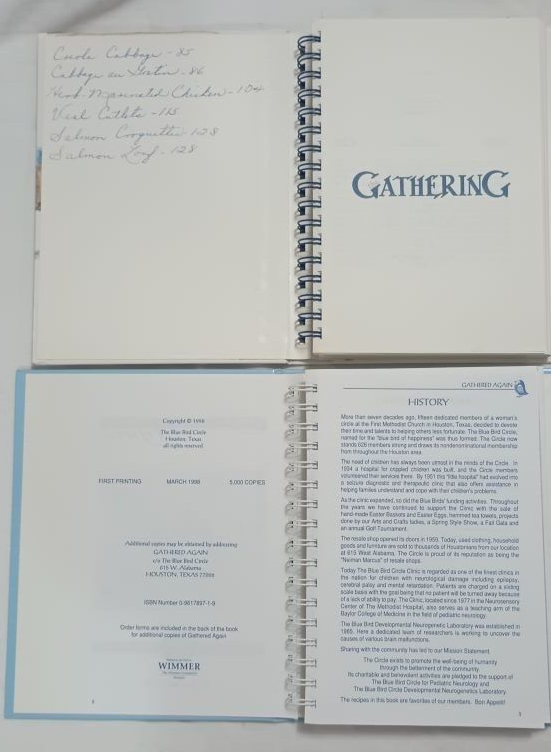 Creole Cabbage - 85
Cabbage au Gratin - 86
Herb Marinated Chicken - 104
Veal Cutlets - 115
Salmon Croquettes 128
Salmon Loaf - 128
GATHERING
Copyright © 1998
The Blue Bird Circle
Houston, Texas
all rights reserved
FIRST PRINTING MARCH 1998 5,000 COPIES
Additional copies may be obtained by addressing
GATHERED AGAIN
c/o The Blue Bird Circle
615 W. Alabama
HOUSTON, TEXAS 77006
ISBN Number 0-9617897-1-9
Order forms are included in the back of the book
for additional copies of Gathered Again
WIMMER
GATHERED AGAIN
HISTORY
More than seven decades ago, fifteen dedicated members of a woman's
circle at the First Methodist Church in Houston, Texas, decided to devote
their time and talents to helping others less fortunate. The Blue Bird Circle,
named for the "blue bird of happiness" was thus formed. The Circle now
stands 625 members strong and draws its nondenominational membership
from throughout the Houston area.
The need of children has always been utmost in the minds of the Circle. In
1934 a hospital for crippled children was built, and the Circle members
volunteered their services there. By 1951 this "little hospital" had evolved into
a seizure diagnostic and therapeutic clinic that also offers assistance in
helping families understand and cope with their children's problems.
As the clinic expanded, so did the Blue Birds' funding activities. Throughout
the years we have continued to support the Clinic with the sale of
hand-made Easter Baskets and Easter Eggs, hemmed tea towels, projects
done by our Arts and Crafts ladies, a Spring Style Show, a Fall Gala and
an annual Golf Tournament.
The resale shop opened its doors in 1959. Today, used clothing, household
goods and furniture are sold to thousands of Houstonians from our location
at 615 West Alabama. The Circle is proud of its reputation as being the
"Neiman Marcus" of resale shops.
Today The Blue Bird Circle Clinic is regarded as one of the finest clinics in
the nation for children with neurological damage including epilepsy,
cerebral palsy and mental retardation. Patients are charged on a sliding
scale basis with the goal being that no patient will be turned away because
of a lack of ability to pay. The Clinic, located since 1977 in the Neurosensory
Center of The Methodist Hospital, also serves as a teaching arm of the
Baylor College of Medicine in the field of pediatric neurology.
The Blue Bird Developmental Neurogenetic Laboratory was established in
1985. Here a dedicated team of researchers is working to uncover the
causes of various brain malfunctions.
Sharing with the community has led to our Mission Statement.
The Circle exists to promote the well-being of humanity
through the betterment of the community.
Its charitable and benevolent activities are pledged to the support of
The Blue Bird Circle for Pediatric Neurology and
The Blue Bird Circle Developmental Neurogenetics Laboratory.
The recipes in this book are favorites of our members. Bon Appetit!